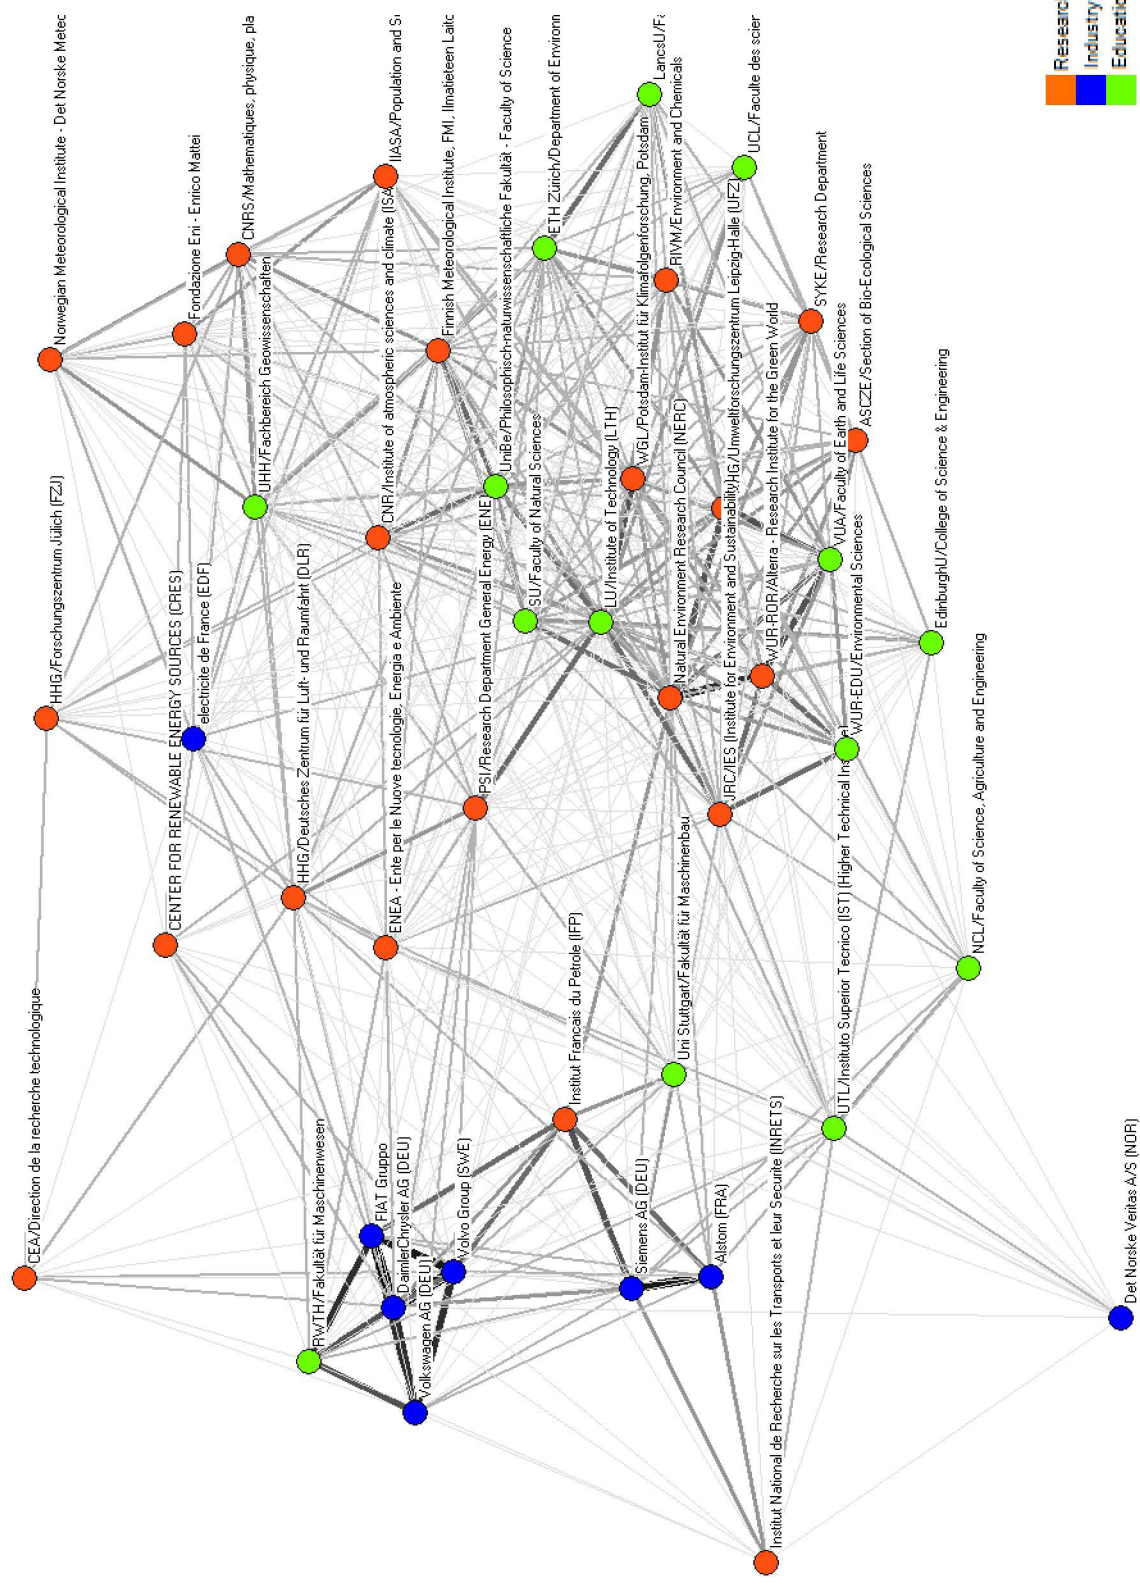 Norwegian Meteorological Institute - Det Norske Metec
Fondazione Eni - Enrico Mattei
CNRS/Mathematiques, physique, pla
UHH/Fachbereich Geowissenschaften
IIASA/Population and
CNR/Institute of atmospheric sciences and climate (ISA
Finnish Meteorological Institute, FMI, Ilmatieteen Laito
UniBe/Philosophisch-naturwissenschaftliche Fakultät - Faculty of Science
SU/Faculty of Natural Sciences
ETH Zürich/Department of Environm
LU/Institute of Technology (LTH)
WGL/Potsdam-Institut für Klimafolgenforschung, Potsdam
LancsU/Fa
RIVM/Environment and Chemicals
Natural Environment Research Council (NERC)
HG/Umweltforschungszentrum Leipzig-Halle (UFZ)
UCL/Faculte des scier
JRC/IES (Institute for Environment and Sustainability)
WUR-ROR/Alterra - Research Institute for the Green World
SYKE/Research Department
VUA/Faculty of Earth and Life Sciences
WUR-EDU/Environmental Sciences
ASCZE/Section of Bio-Ecological Sciences
EdinburghU/College of Science & Engineering
NCL/Faculty of Science, Agriculture and Engineering
HHG/Forschungszentrum Jülich (FZJ)
CENTER FOR RENEWABLE ENERGY SOURCES (CRES)
electricite de France (EDF)
HHG/Deutsches Zentrum für Luft- und Raumfahrt (DLR)
ENEA - Ente per le Nuove tecnologie, Energia e Ambiente
PSI/Research Department General Energy (ENE)
CEA/Direction de la recherche technologique
RWTH/Fakultät für Maschinenwesen
FIAT Gruppo
DaimlerChrysler AG (DEU)
Volkswagen AG (DEU)
Volvo Group (SWE)
Institut Francais du Petrole (IFP)
Siemens AG (DEU)
Uni Stuttgart/Fakultät für Maschinenbau
Alstom (FRA)
Institut National de Recherche sur les Transports et leur Securite (INRETS)
UTL/Instituto Superior Tecnico (IST) (Higher Technical
Det Norske Veritas A/S (NOR)
Researc
Industry
Educatio